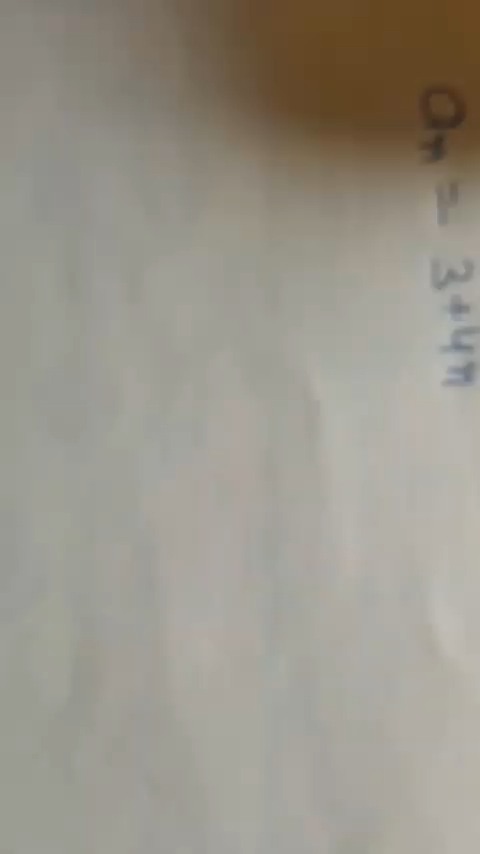 an = 3+4n